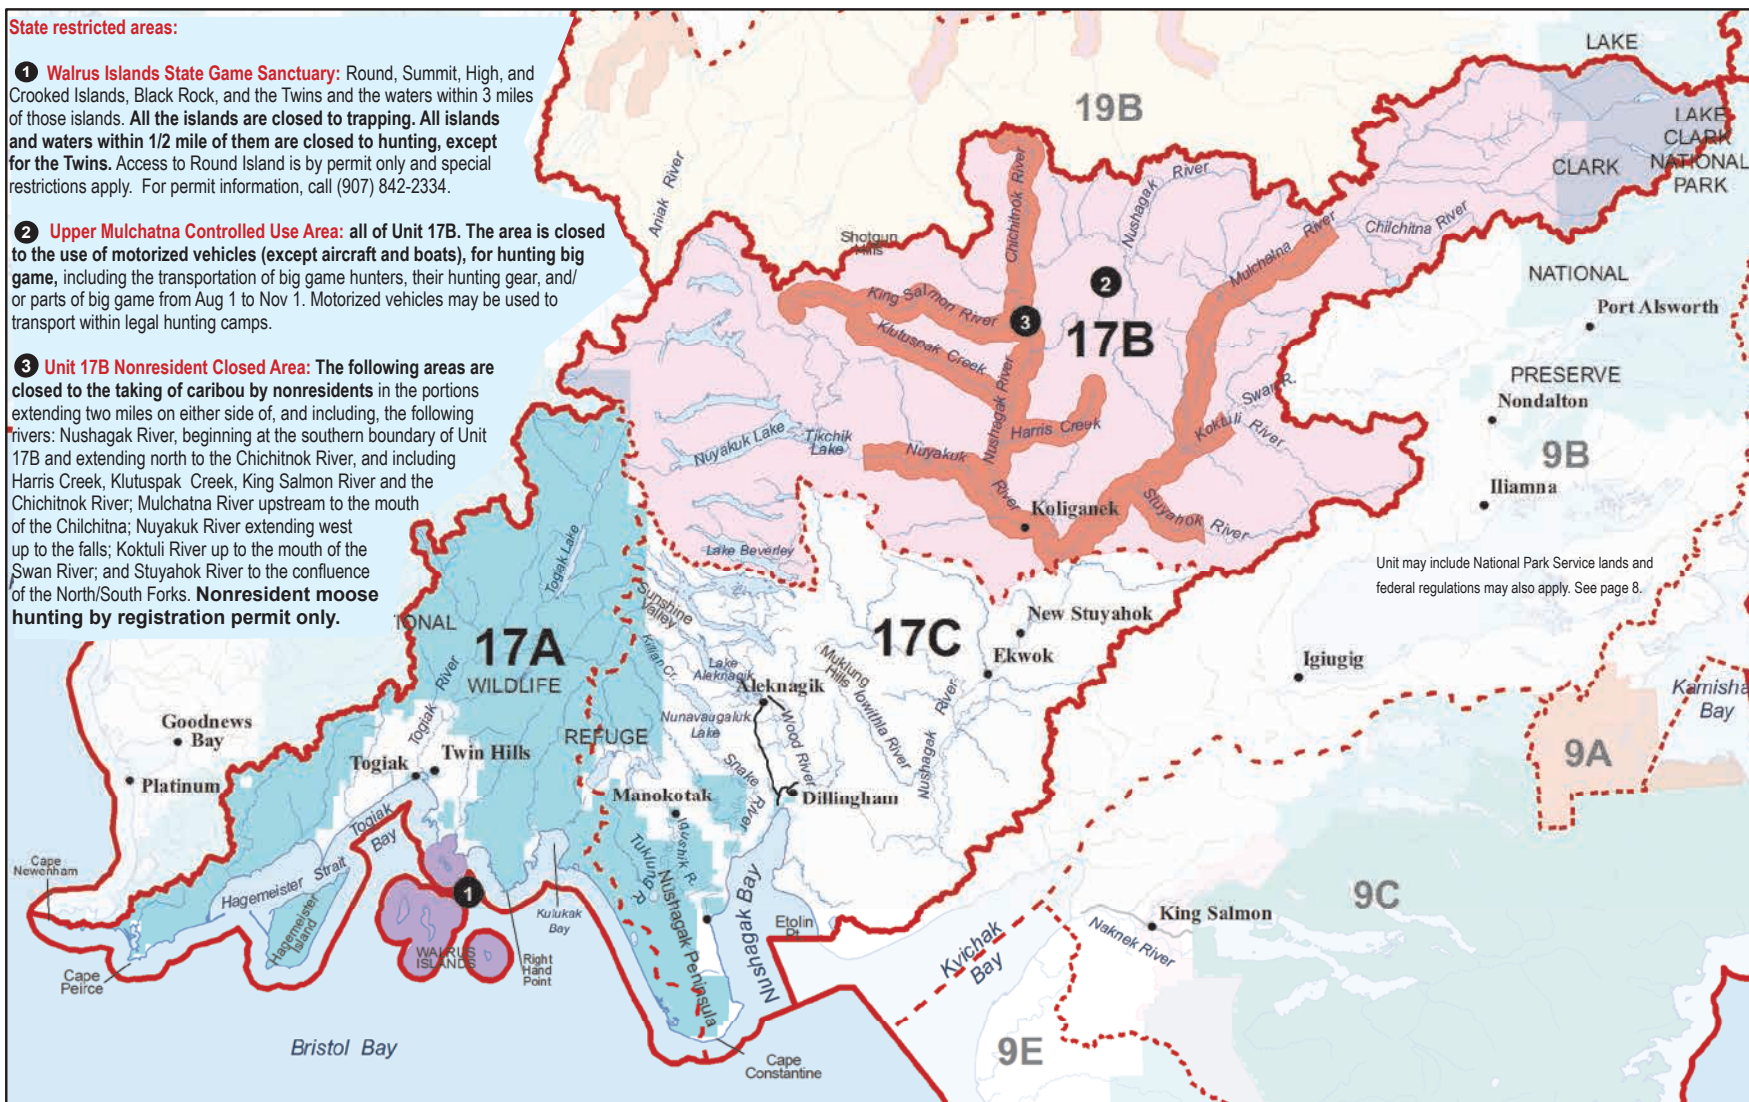 State restricted areas:
1 Walrus Islands State Game Sanctuary: Round, Summit, High, and
Crooked Islands, Black Rock, and the Twins and the waters within 3 miles
of those islands. All the islands are closed to trapping. All islands
and waters within 1/2 mile of them are closed to hunting, except
for the Twins. Access to Round Island is by permit only and special
restrictions apply. For permit information, call (907) 842-2334.
2 Upper Mulchatna Controlled Use Area: all of Unit 17B. The area is closed
to the use of motorized vehicles (except aircraft and boats), for hunting big
game, including the transportation of big game hunters, their hunting gear, and/
or parts of big game from Aug 1 to Nov 1. Motorized vehicles may be used to
transport within legal hunting camps.
3 Unit 17B Nonresident Closed Area: The following areas are
closed to the taking of caribou by nonresidents in the portions
extending two miles on either side of, and including, the following
rivers: Nushagak River, beginning at the southern boundary of Unit
17B and extending north to the Chichitnok River, and including
Harris Creek, Klutuspak Creek, King Salmon River and the
Chichitnok River; Mulchatna River upstream to the mouth
of the Chilchitna; Nuyakuk River extending west
up to the falls; Koktuli River up to the mouth of the
Swan River; and Stuyahok River to the confluence
of the North/South Forks. Nonresident moose
hunting by registration permit only.
LAKE
19B
LAKE
CLARK
NATIONAL
PARK
CLARK
Aniak River
Chichitnok River
Nushagak River
Shotgun
Hills
Mulchatna River
Chilchitna River
2
NATIONAL
Port Alsworth
King Salmon River
3
17B
Klutuspak Creek
Nushagak River
PRESERVE
Nondalton
Swan R.
Koktuli River
Harris Creek
Tikchik
Lake
Nuyakuk Lake
Nuyakuk River
9B
Iliamna
Koliganek
Stuyahok River
Togiak Lake
Lake Beverley
Unit may include National Park Service lands and
federal regulations may also apply. See page 8.
Sunshine
Valley
New Stuyahok
TONAL
17A
17C
Killian Cr.
Muklung
Hills
Ekwok
Igiugig
Lake
Aleknagik
WILDLIFE
Aleknagik
Iowithla River
Togiak River
Kamisha
Bay
Nunavaugaluk
Lake
Wood River
Nushagak River
Goodnews
Bay
REFUGE
Twin Hills
Togiak
9A
Snake River
Platinum
Manokotak
Dillingham
Togiak Bay
Igushik R.
Tuklung R.
Cape
Newenham
Hagemeister Strait
1
9C
Hagemeister
Island
Kulukak
Bay
Nushagak Peninsula
Nushagak Bay
Etolin
Pt.
King Salmon
Naknek River
Kvichak
Bay
WALRUS
ISLANDS
Right
Hand
Point
Cape
Peirce
Bristol Bay
9E
Cape
Constantine